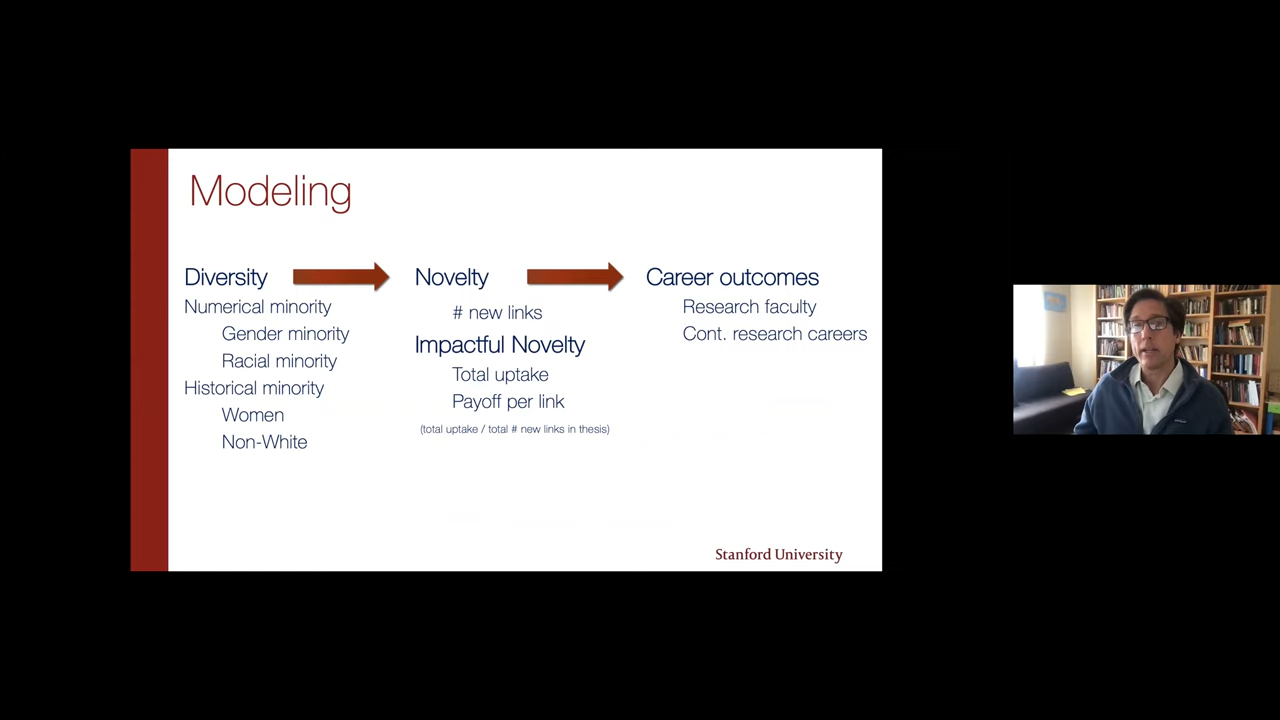 Modeling
Diversity
Numerical minority
Gender minority
Racial minority
Historical minority
Women
Non-White
Novelty
# new links
Impactful Novelty
Total uptake
Payoff per link
(total uptake / total # new links in thesis)
Career outcomes
Research faculty
Cont. research careers
Stanford University